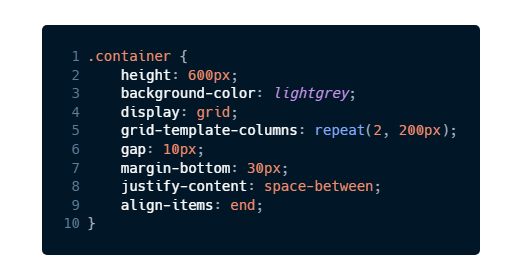 1 .container {
2 height: 600px;
3 background-color: lightgrey;
4 display: grid;
5 grid-template-columns: repeat(2, 200px);
6 gap: 10px;
7 margin-bottom: 30px;
8 justify-content: space-between;
9 align-items: end;
10 }